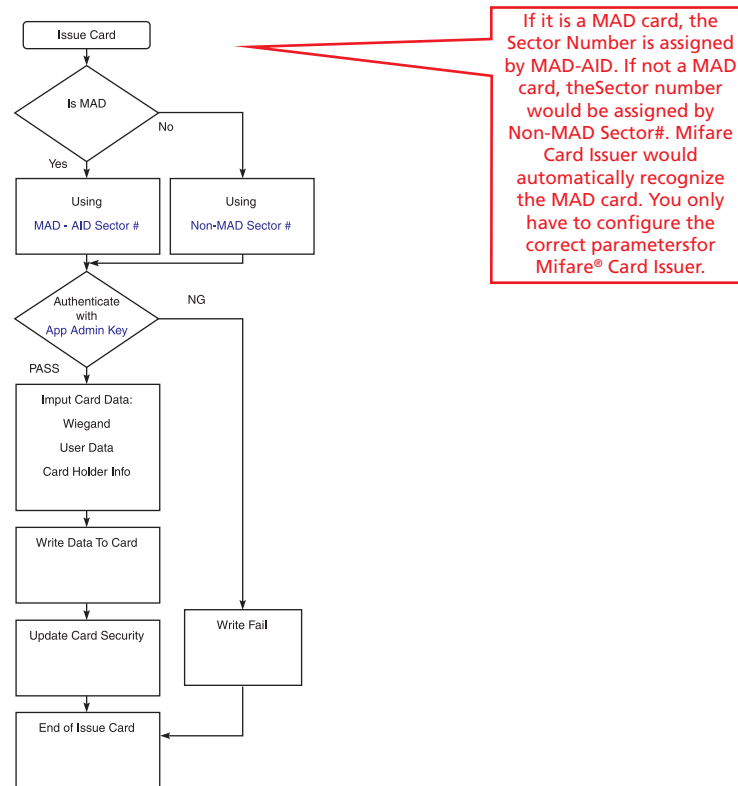 Issue Card
If it is a MAD card, the
Sector Number is assigned
by MAD-AID. If not a MAD
card, theSector number
would be assigned by
Non-MAD Sector#. Mifare
Card Issuer would
automatically recognize
the MAD card. You only
have to configure the
correct parametersfor
Mifare® Card Issuer.
Is MAD
No
Yes
Using
MAD - AID Sector #
Using
Non-MAD Sector #
Authenticate
with
App Admin Key
NG
PASS
Imput Card Data:
Wiegand
User Data
Card Holder Info
Write Data To Card
Update Card Security
Write Fail
End of Issue Card